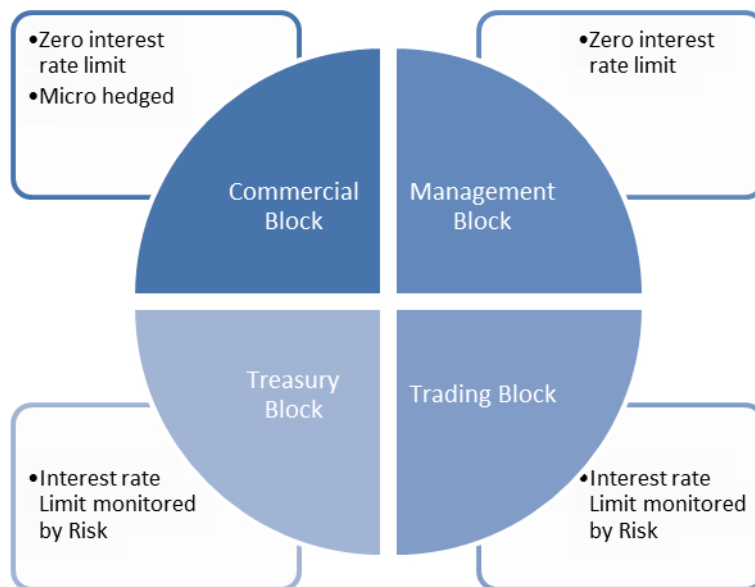 •Zero interest
rate limit
•Micro hedged
•Zero interest
rate limit
Commercial
Block
Management
Block
Treasury
Block
Trading Block
•Interest rate
Limit monitored
by Risk
•Interest rate
Limit monitored
by Risk